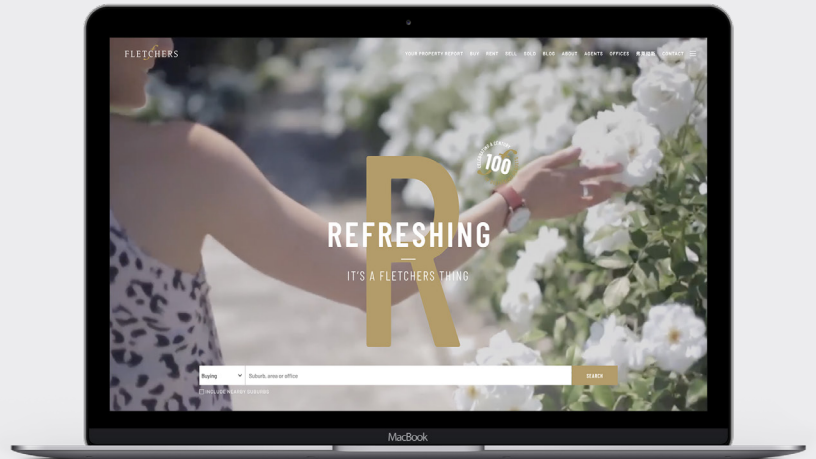 FLETCHERS
YOUR PROPERTY REPORT BUY RENT SELL SOLD BLOG ABOUT AGENTS OFFICES CONTACT
100
R
REFRESHING
IT'S A FLETCHERS THING
Buying
Suburb, area or office
SEARCH
INCLUDE NEARBY SUBURBS
MacBook